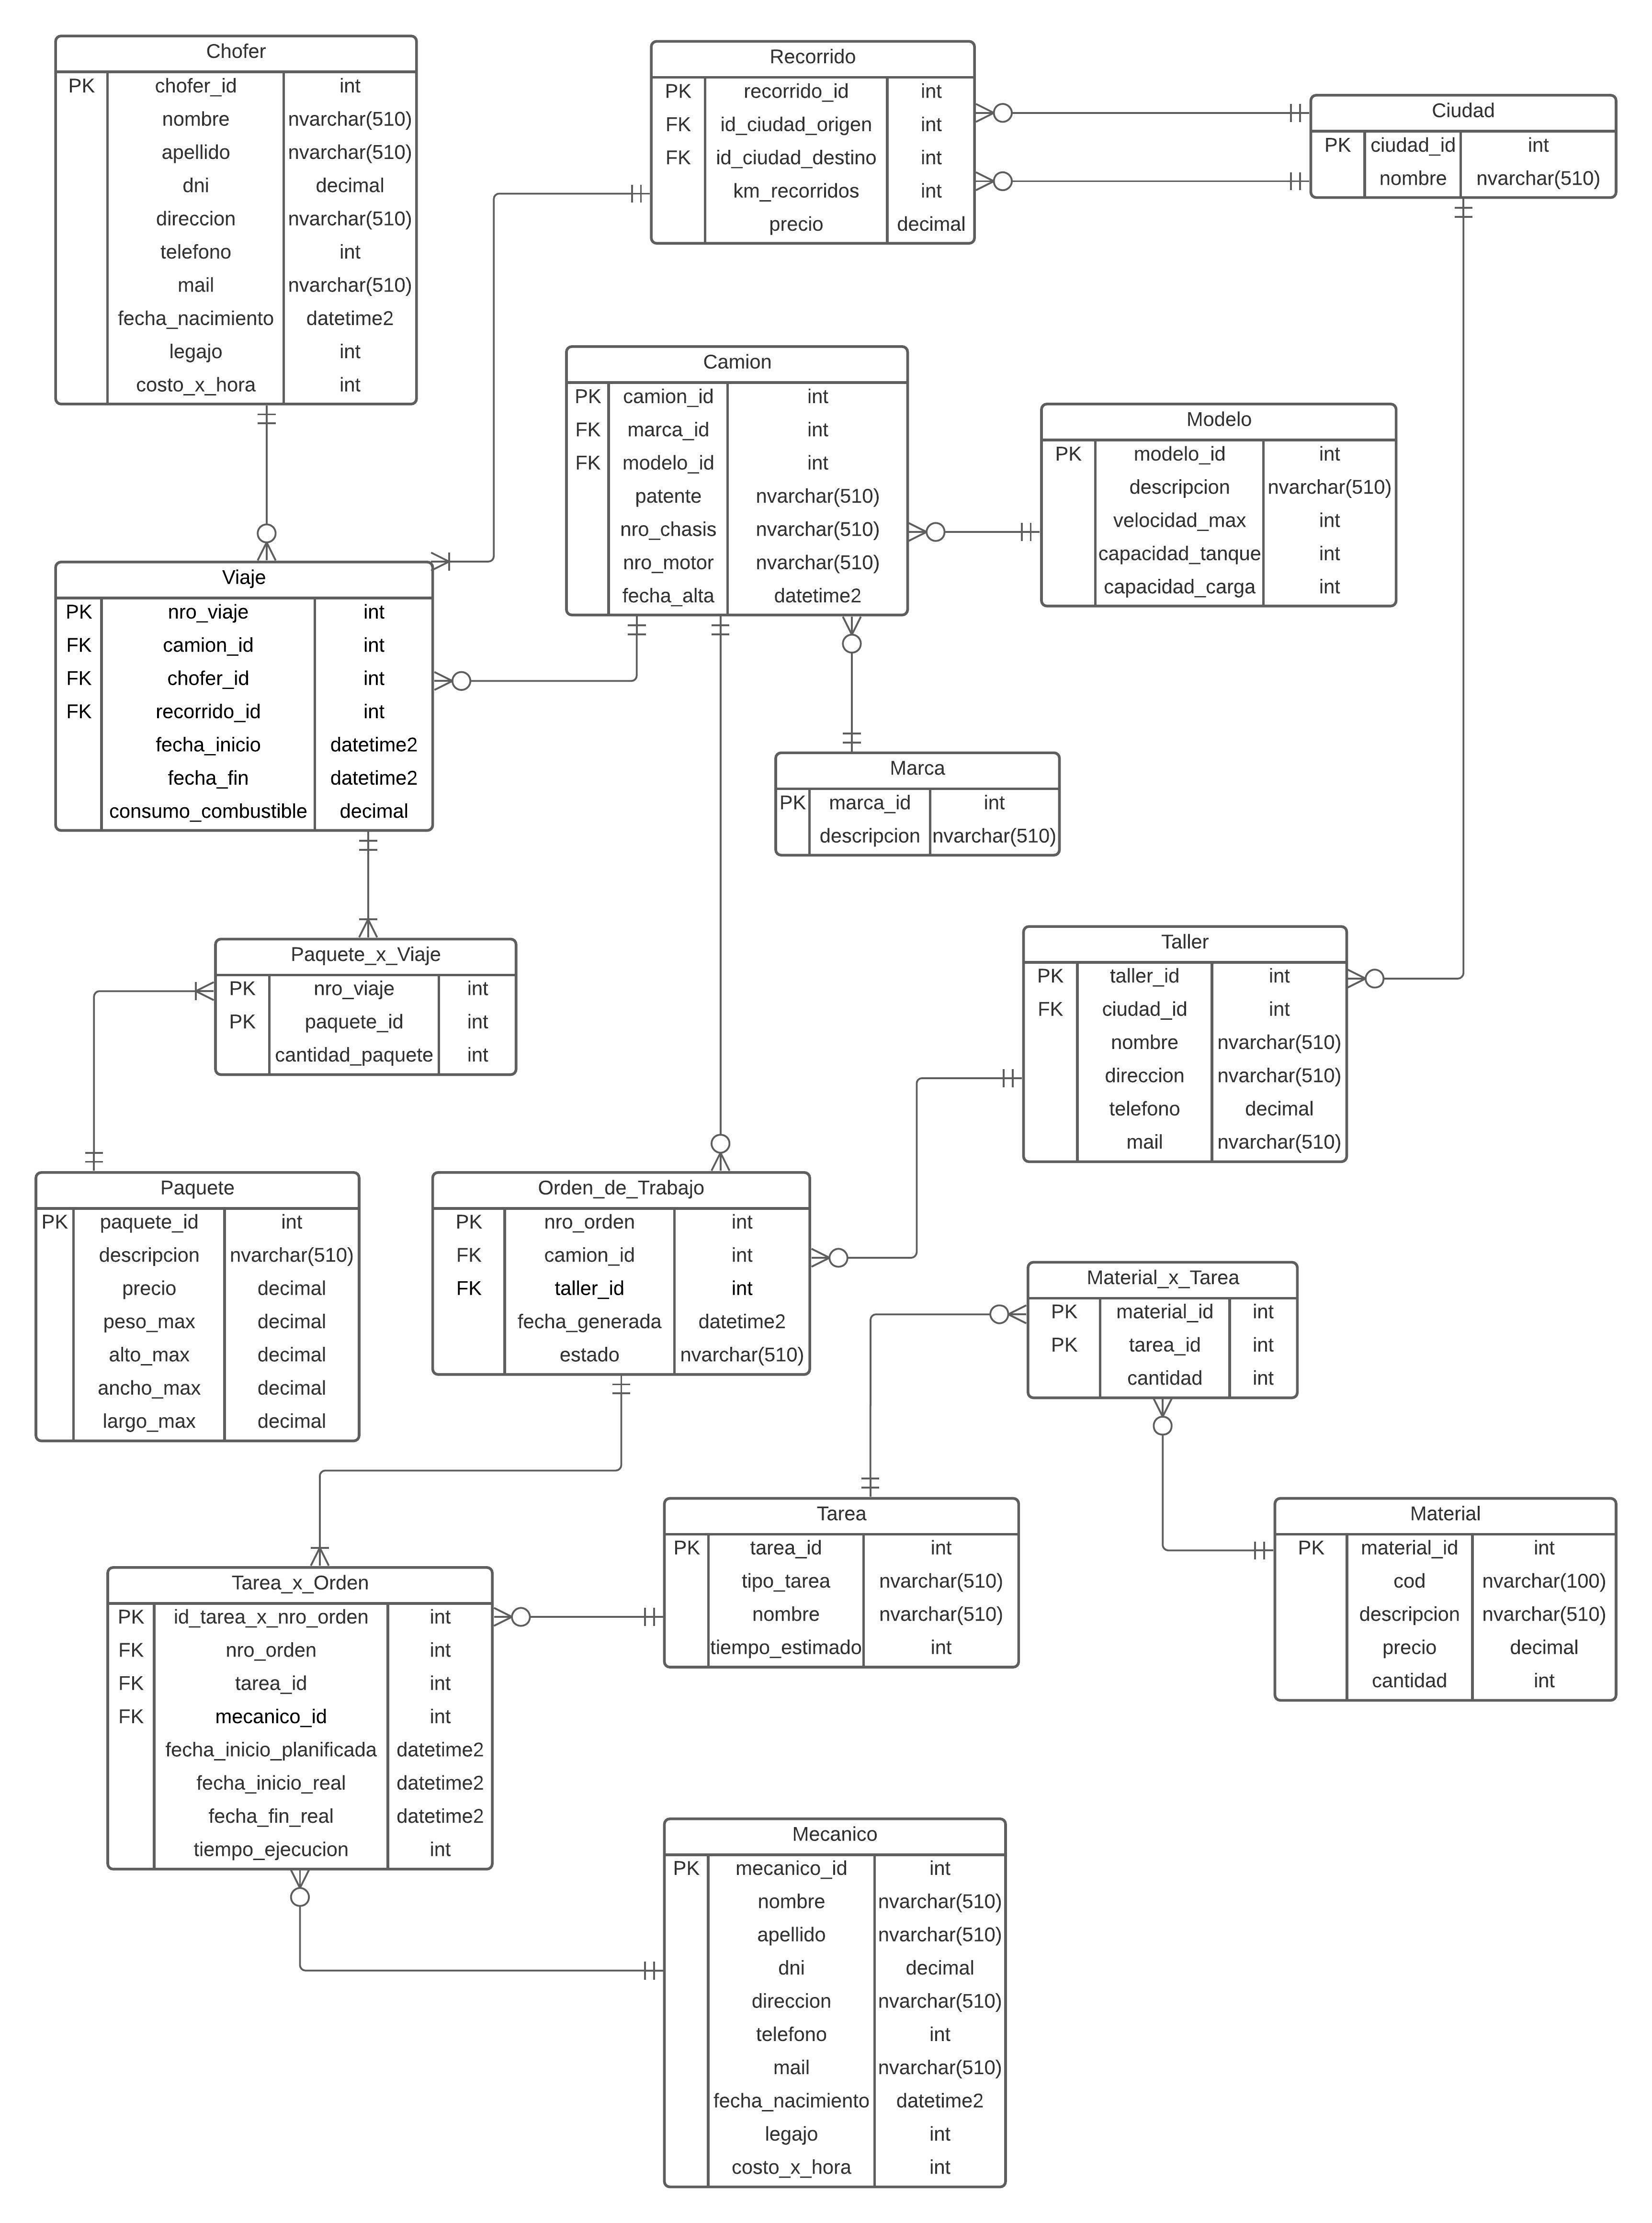 Chofer
PK chofer_id int
nombre nvarchar(510)
apellido nvarchar(510)
dni decimal
direccion nvarchar(510)
telefono int
mail nvarchar(510)
fecha_nacimiento datetime2
legajo int
costo_x_hora int
Recorrido
PK recorrido_id int
FK id_ciudad_origen int
FK id_ciudad_destino int
km_recorridos int
precio decimal
Ciudad
PK ciudad_id int
nombre nvarchar(510)
Camion
PK camion_id int
FK marca_id int
FK modelo_id int
patente nvarchar(510)
nro_chasis nvarchar(510)
nro_motor nvarchar(510)
fecha_alta datetime2
Modelo
PK modelo_id int
descripcion nvarchar(510)
velocidad_max int
capacidad_tanque int
capacidad_carga int
Viaje
PK nro_viaje int
FK camion_id int
FK chofer_id int
FK recorrido_id int
fecha_inicio datetime2
fecha_fin datetime2
consumo_combustible decimal
Marca
PK marca_id int
descripcion nvarchar(510)
Paquete_x_Viaje
PK nro_viaje int
PK paquete_id int
cantidad_paquete int
Taller
PK taller_id int
FK ciudad_id int
nombre nvarchar(510)
direccion nvarchar(510)
telefono decimal
mail nvarchar(510)
Paquete
PK paquete_id int
descripcion nvarchar(510)
precio decimal
peso_max decimal
alto_max decimal
ancho_max decimal
largo_max decimal
Orden_de_Trabajo
PK nro_orden int
FK camion_id int
FK taller_id int
fecha_generada datetime2
estado nvarchar(510)
Material_x_Tarea
PK material_id int
PK tarea_id int
cantidad int
Tarea
PK tarea_id int
tipo_tarea nvarchar(510)
nombre nvarchar(510)
tiempo_estimado int
Material
PK material_id int
cod nvarchar(100)
descripcion nvarchar(510)
precio decimal
cantidad int
Tarea_x_Orden
PK id_tarea_x_nro_orden int
FK nro_orden int
FK tarea_id int
FK mecanico_id int
fecha_inicio_planificada datetime2
fecha_inicio_real datetime2
fecha_fin_real datetime2
tiempo_ejecucion int
Mecanico
PK mecanico_id int
nombre nvarchar(510)
apellido nvarchar(510)
dni decimal
direccion nvarchar(510)
telefono int
mail nvarchar(510)
fecha_nacimiento datetime2
legajo int
costo_x_hora int